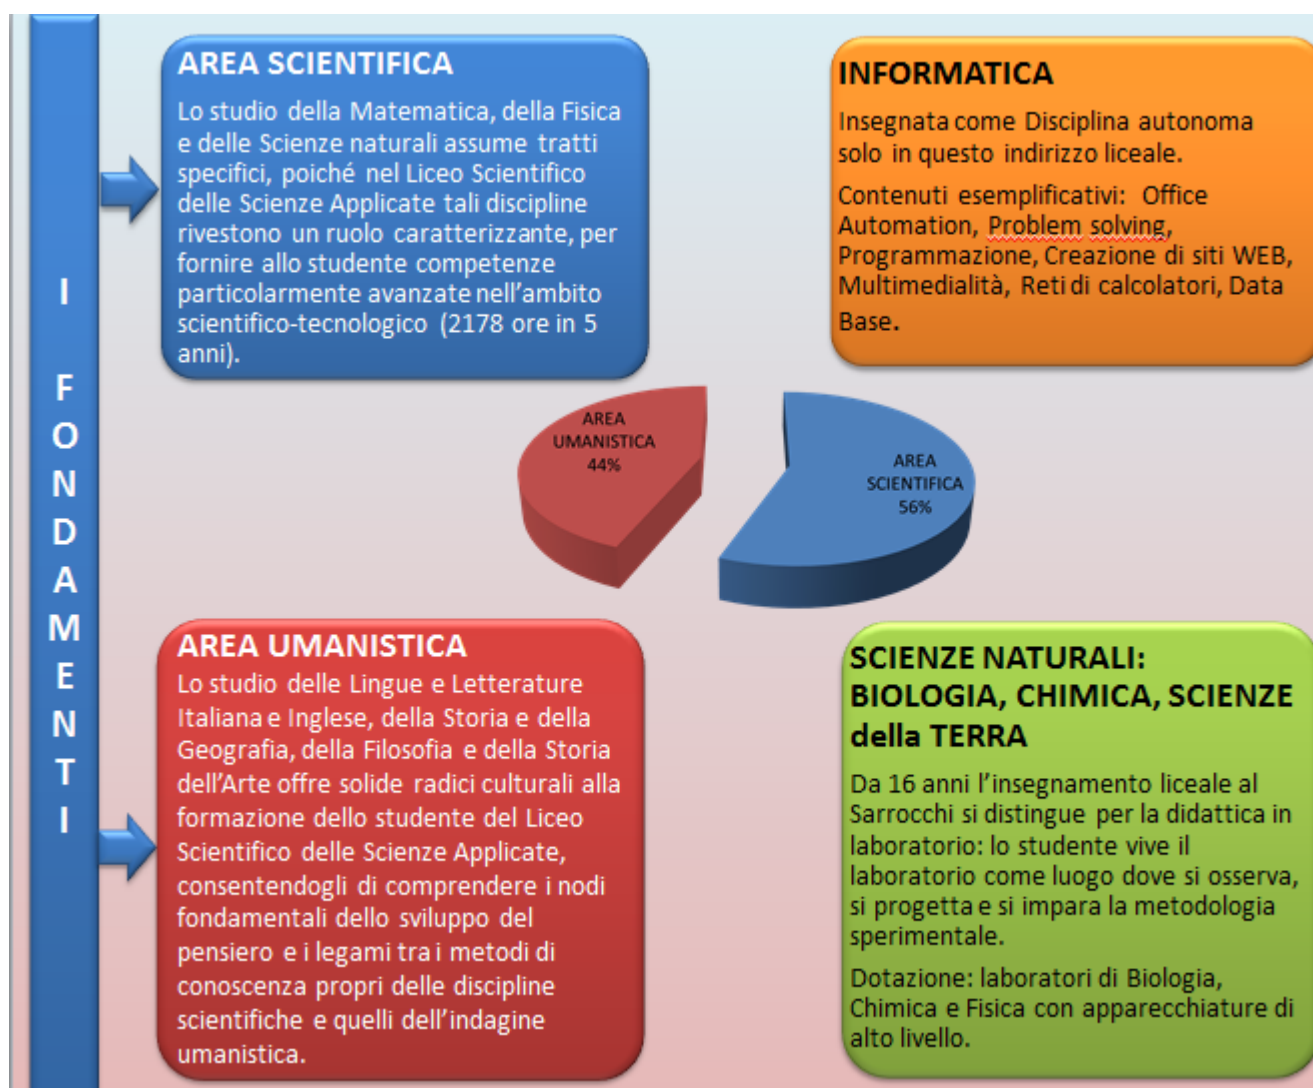 I FONDAMENTI
AREA SCIENTIFICA
Lo studio della Matematica, della Fisica
e delle Scienze naturali assume tratti
specifici, poiché nel Liceo Scientifico
delle Scienze Applicate tali discipline
rivestono un ruolo caratterizzante, per
fornire allo studente competenze
particolarmente avanzate nell'ambito
scientifico-tecnologico (2178 ore in 5
anni).
INFORMATICA
Insegnata come Disciplina autonoma
solo in questo indirizzo liceale.
Contenuti esemplificativi: Office
Automation, Problem solving,
Programmazione, Creazione di siti WEB,
Multimedialità, Reti di calcolatori, Data
Base.
AREA
UMANISTICA
44%
AREA
SCIENTIFICA
56%
AREA UMANISTICA
Lo studio delle Lingue e Letterature
Italiana e Inglese, della Storia e della
Geografia, della Filosofia e della Storia
dell'Arte offre solide radici culturali alla
formazione dello studente del Liceo
Scientifico delle Scienze Applicate,
consentendogli di comprendere i nodi
fondamentali dello sviluppo del
pensiero e i legami tra i metodi di
conoscenza propri delle discipline
scientifiche e quelli dell'indagine
umanistica.
SCIENZE NATURALI:
BIOLOGIA, CHIMICA, SCIENZE
della TERRA
Da 16 anni l'insegnamento liceale al
Sarrocchi si distingue per la didattica in
laboratorio: lo studente vive il
laboratorio come luogo dove si osserva,
si progetta e si impara la metodologia
sperimentale.
Dotazione: laboratori di Biologia,
Chimica e Fisica con apparecchiature di
alto livello.